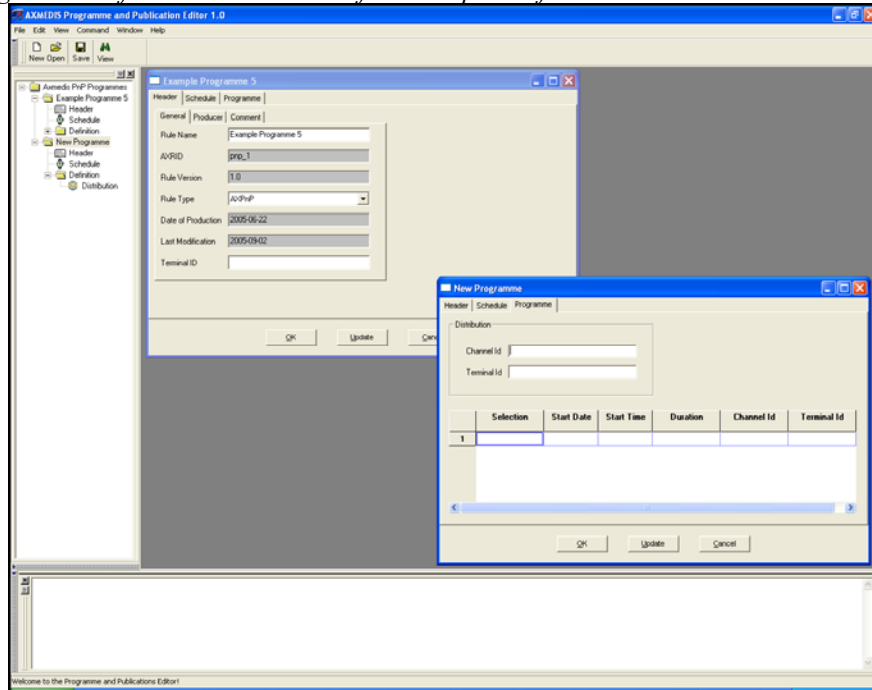 AXMEDIS Programme and Publication Editor 1.0
File Edit View Command Window Help
New Open Save View
Axmedis PnP Programmes
Example Programme 5
Header
Schedule
Definition
New Programme
Header
Schedule
Definition
Distribution
Example Programme 5
Header Schedule Programme
General Producer Comment
Rule Name Example Programme 5
AXRID pnp_1
Rule Version 1.0
Rule Type AXPnP
Date of Production 2005-06-22
Last Modification 2005-09-02
Terminal ID
OK Update
New Programme
Header Schedule Programme
Distribution
Channel Id
Terminal Id
Selection Start Date Start Time Duration Channel Id Terminal Id
1
OK Update Cancel
Welcome to the Programme and Publications Editor!